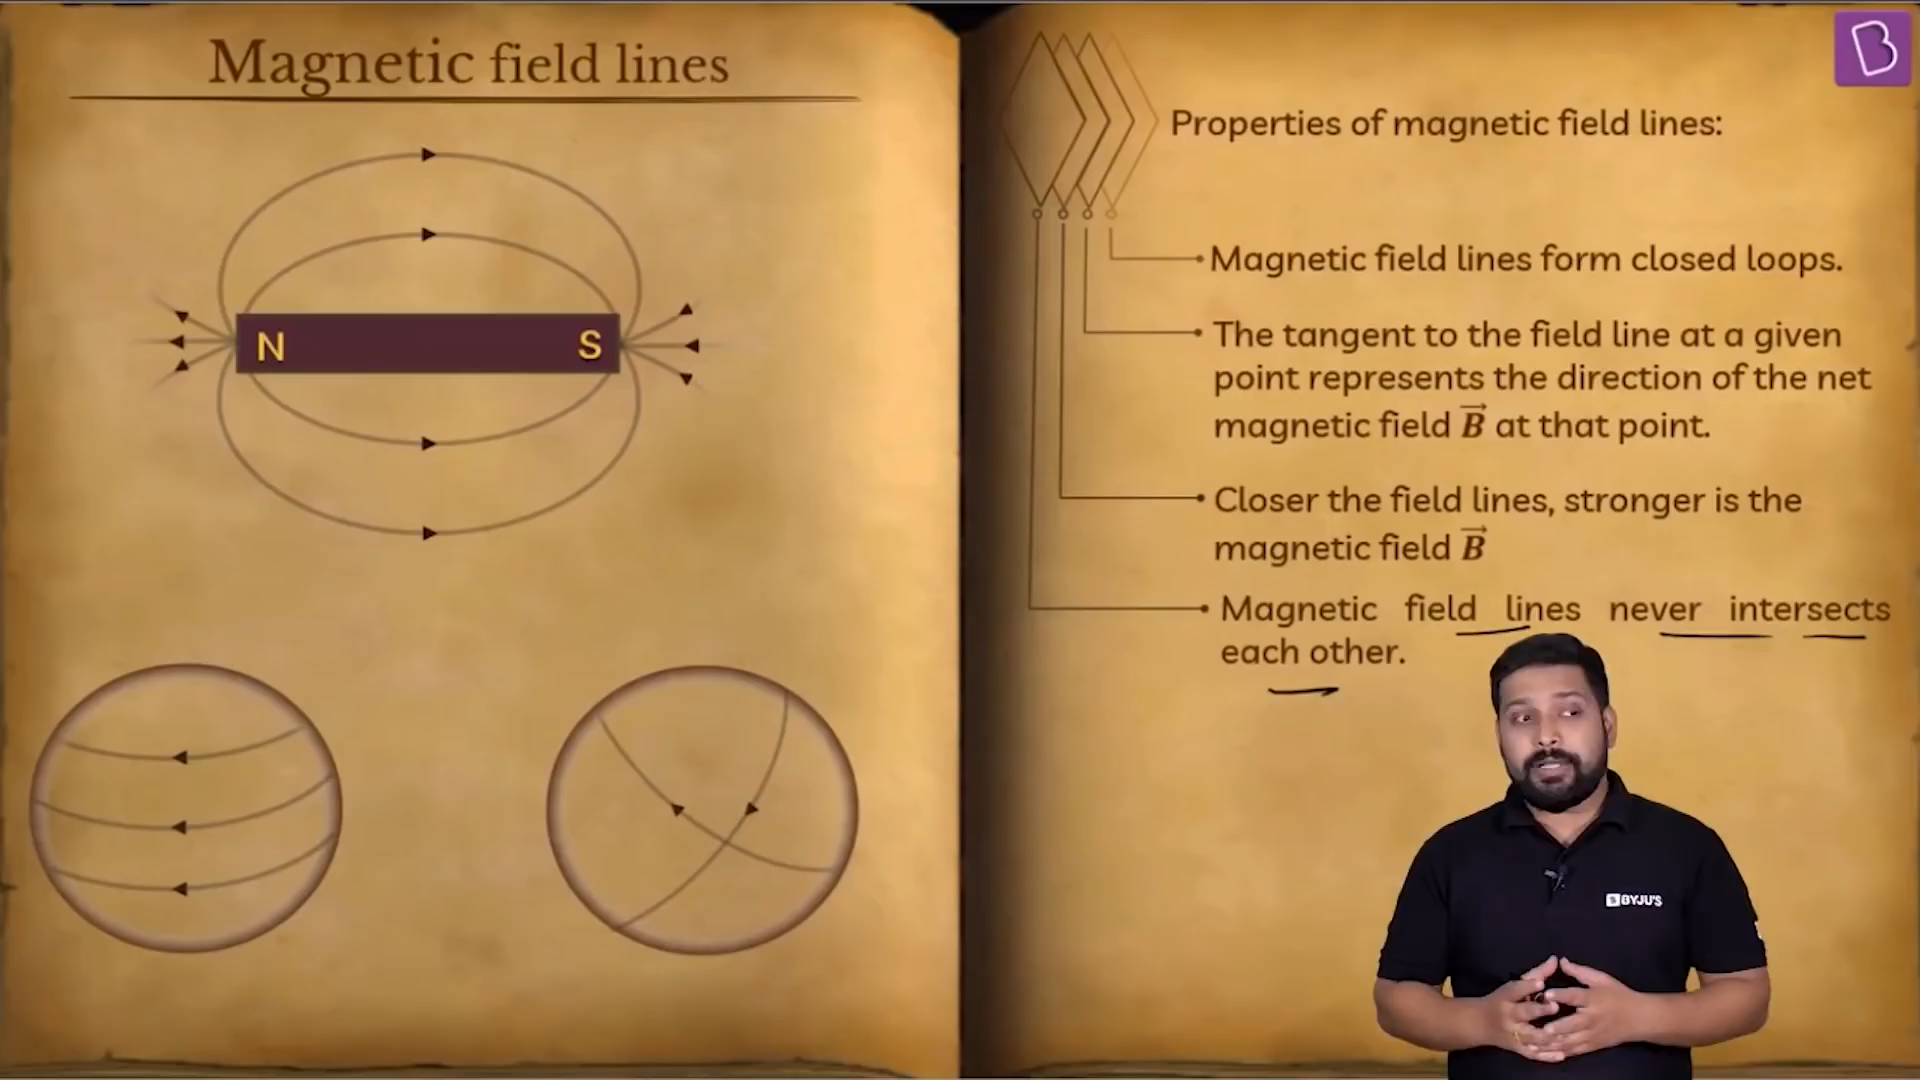 Magnetic field lines
N
S
Properties of magnetic field lines:
Magnetic field lines form closed loops.
The tangent to the field line at a given
point represents the direction of the net
magnetic field B⃗ at that point.
Closer the field lines, stronger is the
magnetic field B⃗
Magnetic field lines never intersects
each other.
BYJU'S